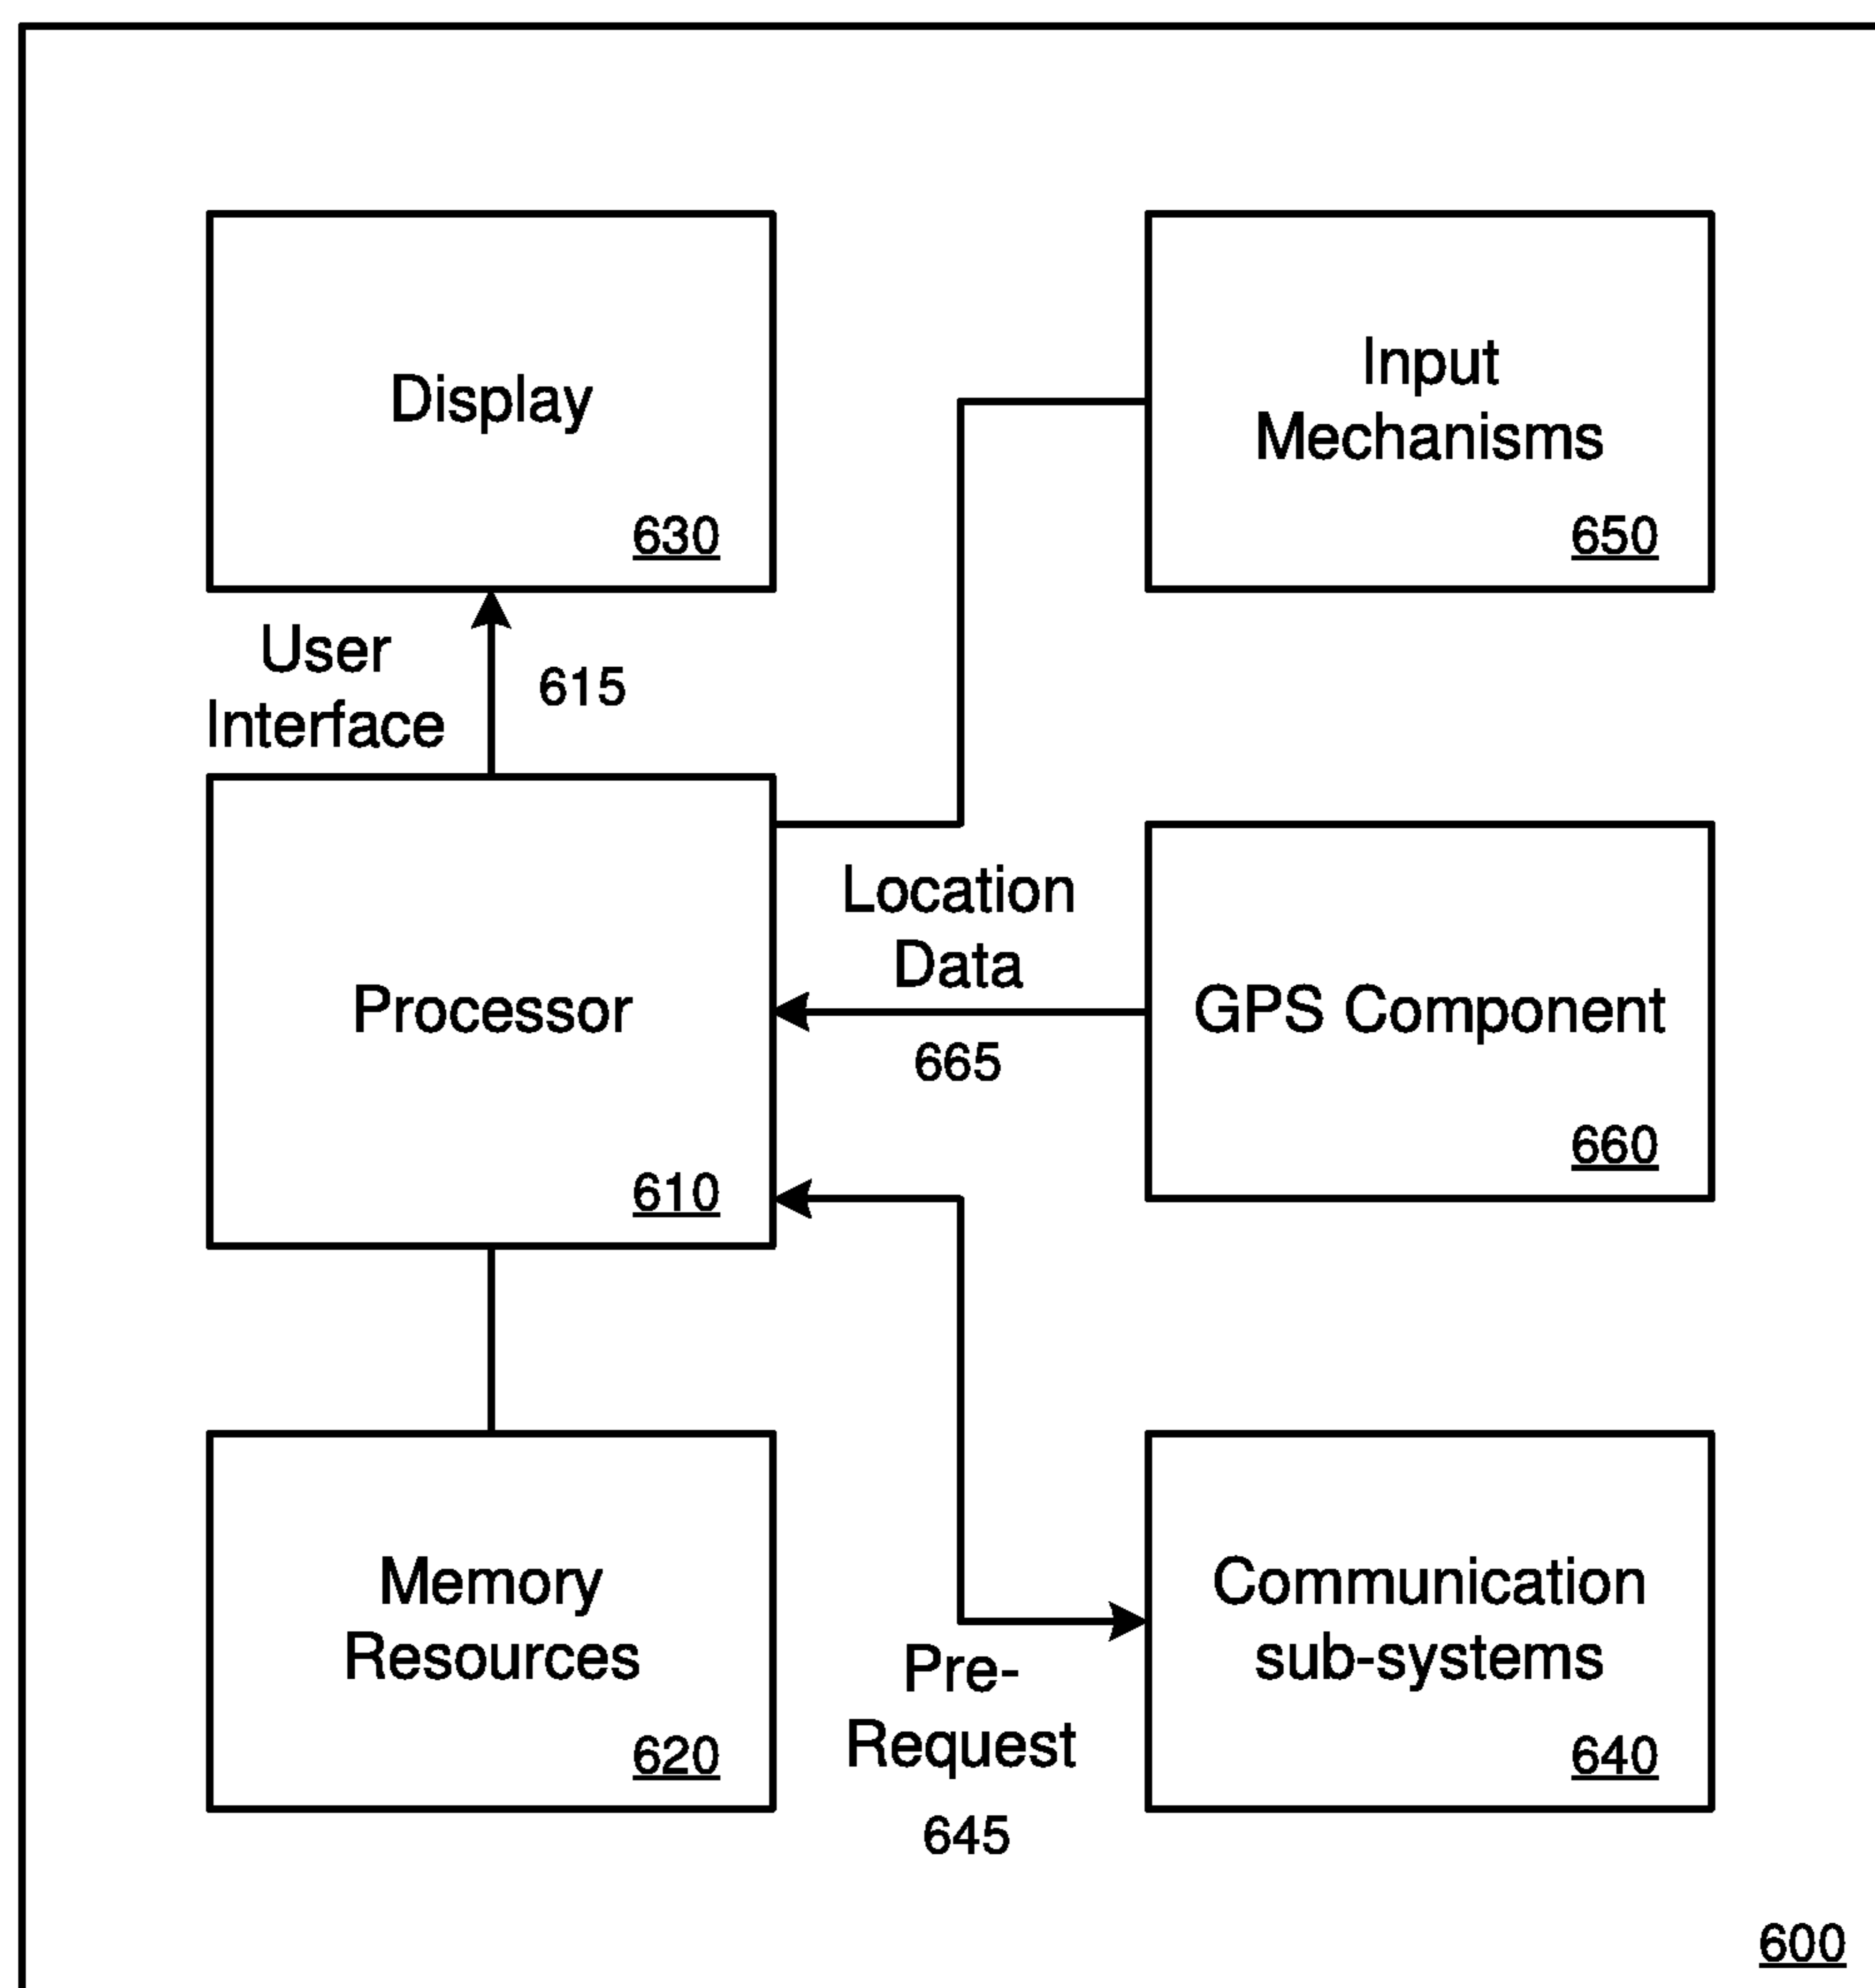 Display
630
Input
Mechanisms
650
User
Interface
615
Processor
610
Location
Data
665
GPS Component
660
Memory
Resources
620
Pre-
Request
645
Communication
sub-systems
640
600